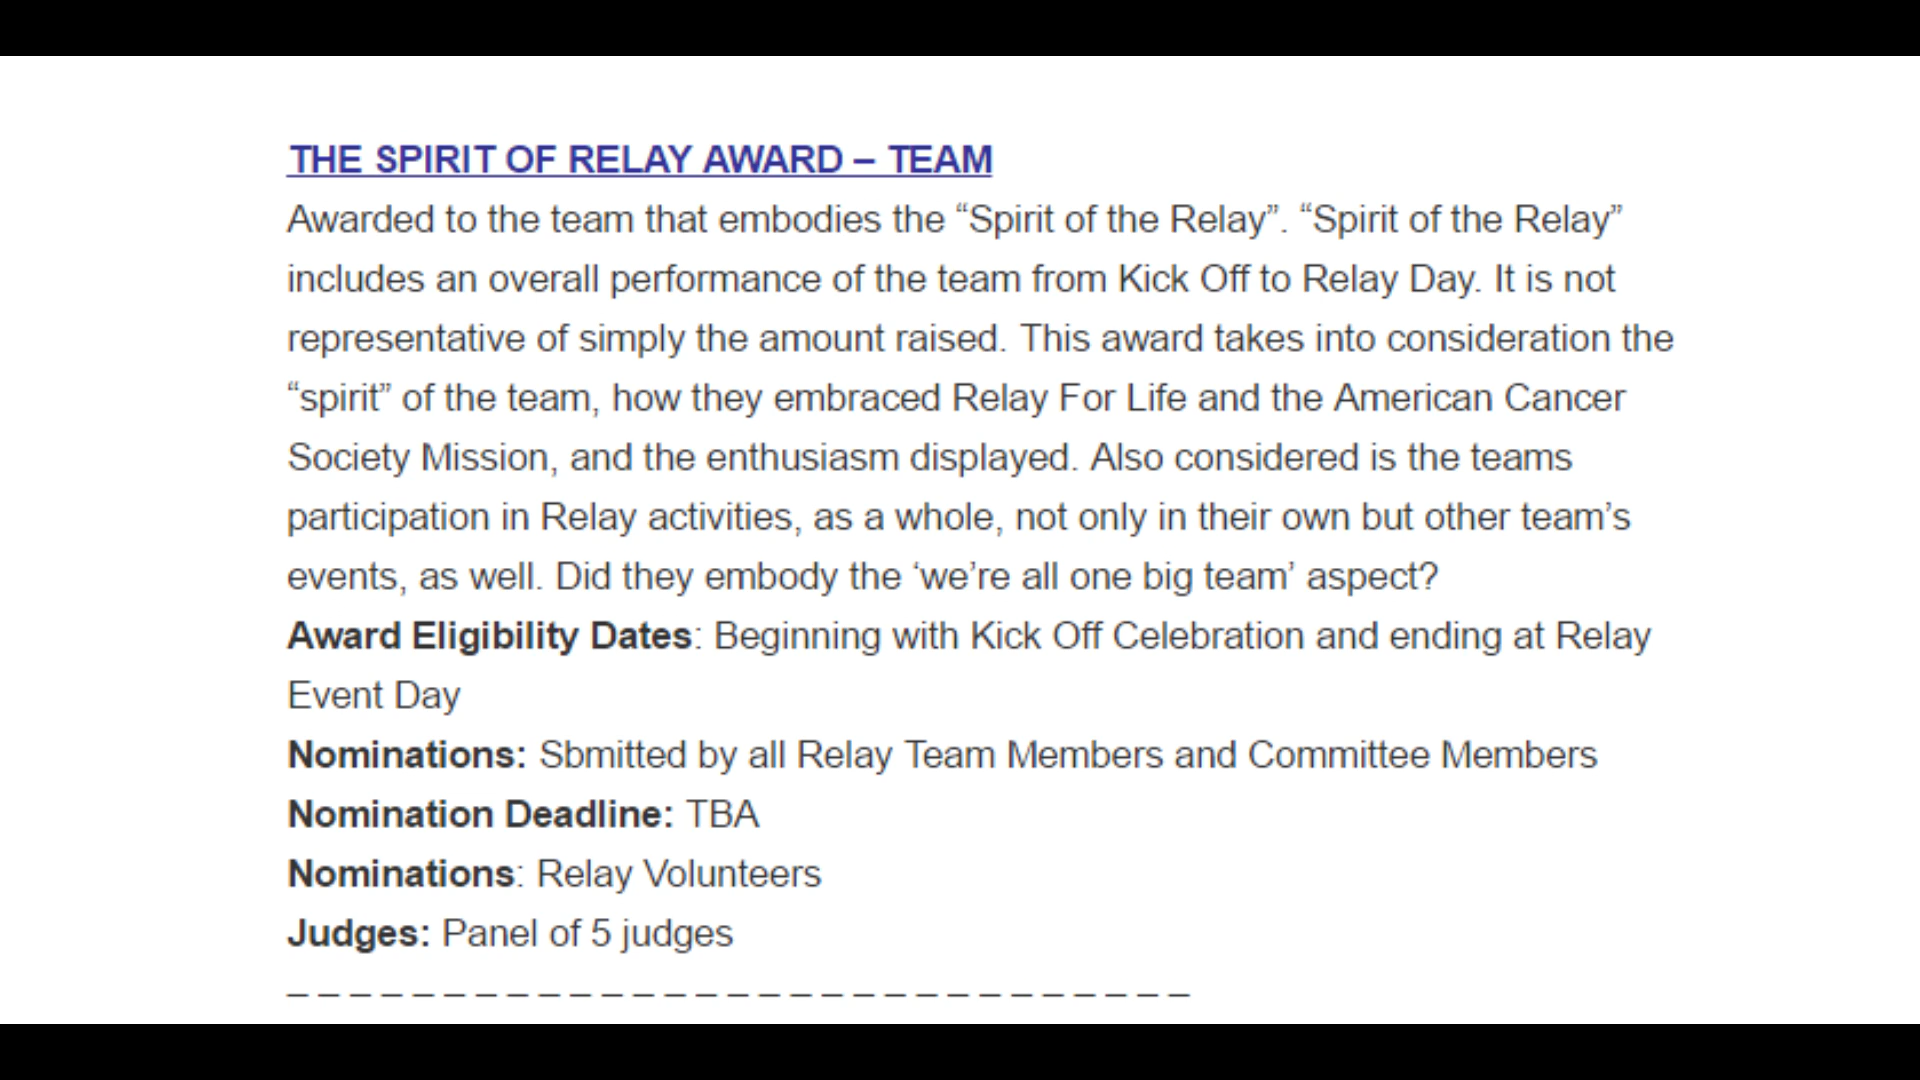 THE SPIRIT OF RELAY AWARD – TEAM
Awarded to the team that embodies the “Spirit of the Relay”. “Spirit of the Relay”
includes an overall performance of the team from Kick Off to Relay Day. It is not
representative of simply the amount raised. This award takes into consideration the
“spirit” of the team, how they embraced Relay For Life and the American Cancer
Society Mission, and the enthusiasm displayed. Also considered is the teams
participation in Relay activities, as a whole, not only in their own but other team’s
events, as well. Did they embody the ‘we’re all one big team’ aspect?
Award Eligibility Dates: Beginning with Kick Off Celebration and ending at Relay
Event Day
Nominations: Sbmitted by all Relay Team Members and Committee Members
Nomination Deadline: TBA
Nominations: Relay Volunteers
Judges: Panel of 5 judges
_ _ _ _ _ _ _ _ _ _ _ _ _ _ _ _ _ _ _ _ _ _ _ _ _ _ _ _ _